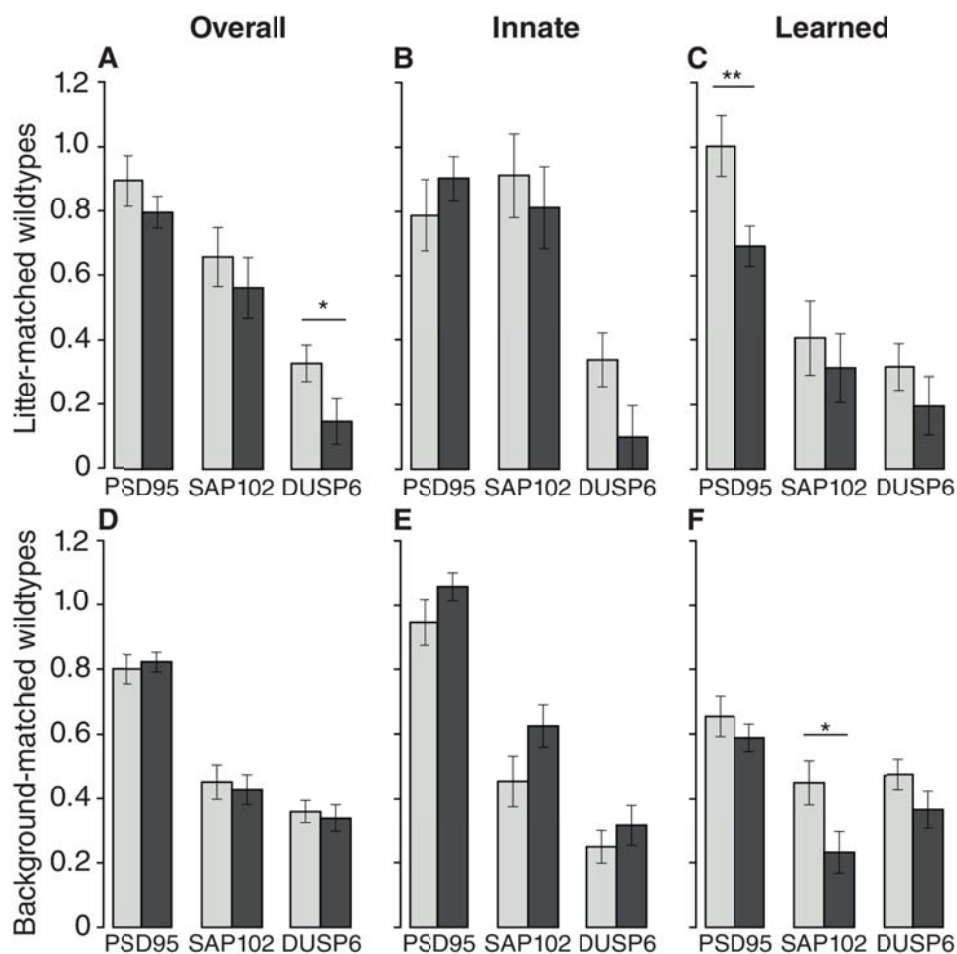 Overall Innate Learned
A B C
Litter-matched wildtypes
1.2 1.0 0.8 0.6 0.4 0.2 0
**
*
PSD95 SAP102 DUSP6 PSD95 SAP102 DUSP6 PSD95 SAP102 DUSP6
D E F
Background-matched wildtypes
1.2 1.0 0.8 0.6 0.4 0.2 0
*
PSD95 SAP102 DUSP6 PSD95 SAP102 DUSP6 PSD95 SAP102 DUSP6